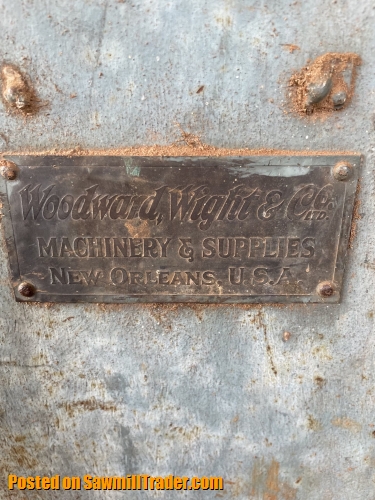 Woodward, Wight & Co. LTD.
MACHINERY & SUPPLIES
NEW ORLEANS, U.S.A.
Posted on SawmillTrader.com